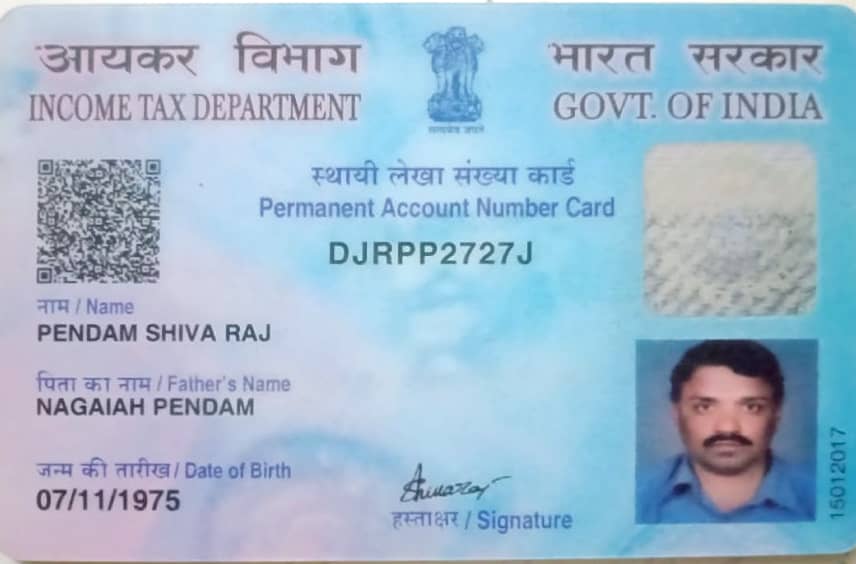 आयकर विभाग
INCOME TAX DEPARTMENT
सत्यमेव जयते
भारत सरकार
GOVT. OF INDIA
स्थायी लेखा संख्या कार्ड
Permanent Account Number Card
DJRPP2727J
नाम / Name
PENDAM SHIVA RAJ
पिता का नाम / Father's Name
NAGAIAH PENDAM
जन्म की तारीख / Date of Birth
07/11/1975
Shivaraj
हस्ताक्षर / Signature
15012017